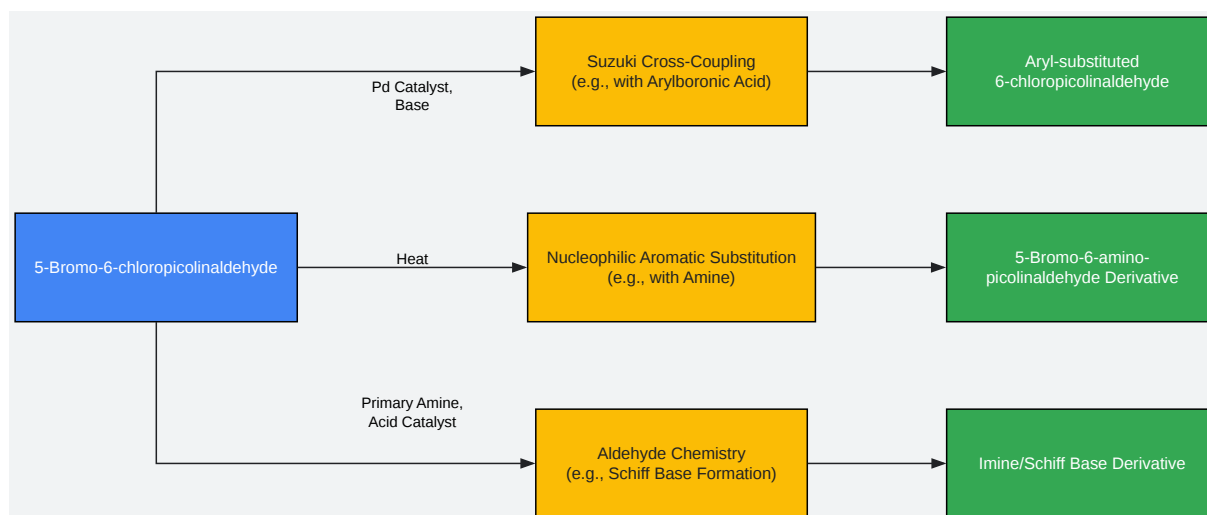 Suzuki Cross-Coupling
(e.g., with Arylboronic Acid)
Aryl-substituted
6-chloropicolinaldehyde
Pd Catalyst,
Base
5-Bromo-6-chloropicolinaldehyde
Heat
Nucleophilic Aromatic Substitution
(e.g., with Amine)
5-Bromo-6-amino-
picolinaldehyde Derivative
Primary Amine,
Acid Catalyst
Aldehyde Chemistry
(e.g., Schiff Base Formation)
Imine/Schiff Base Derivative